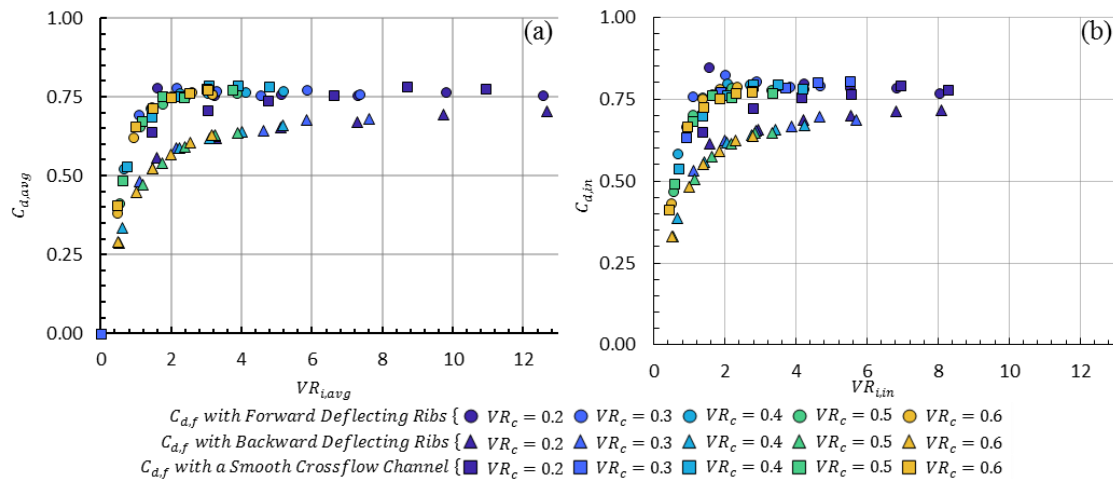 (a)
1.00
0.75
0.50
0.25
0.00
C_{d,avg}
0 2 4 6 8 10 12
VR_{i,avg}
(b)
1.00
0.75
0.50
0.25
0.00
C_{d,in}
0 2 4 6 8 10 12
VR_{i,in}
C_{d,f} with Forward Deflecting Ribs { VR_c = 0.2 VR_c = 0.3 VR_c = 0.4 VR_c = 0.5 VR_c = 0.6
C_{d,f} with Backward Deflecting Ribs { VR_c = 0.2 VR_c = 0.3 VR_c = 0.4 VR_c = 0.5 VR_c = 0.6
C_{d,f} with a Smooth Crossflow Channel { VR_c = 0.2 VR_c = 0.3 VR_c = 0.4 VR_c = 0.5 VR_c = 0.6